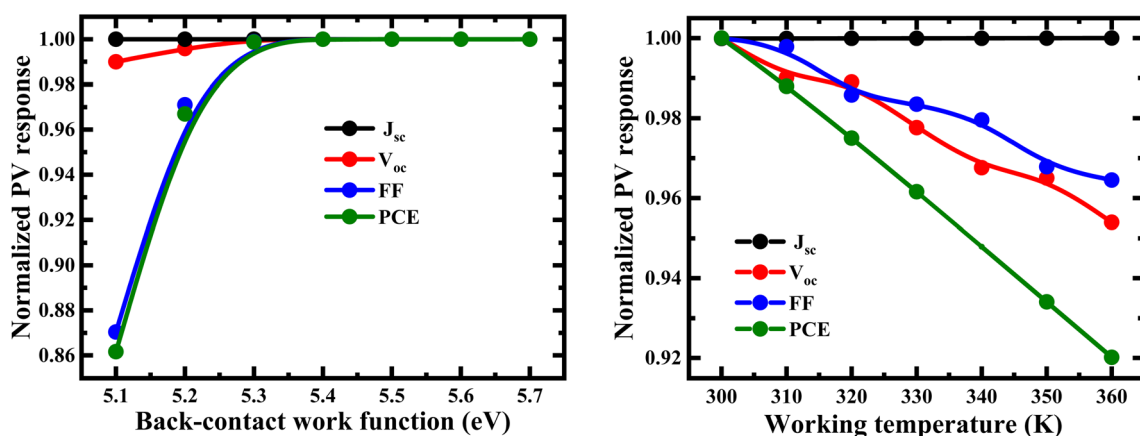 Normalized PV response
1.00
0.98
0.96
0.94
0.92
0.90
0.88
0.86
Jsc
Voc
FF
PCE
5.1 5.2 5.3 5.4 5.5 5.6 5.7
Back-contact work function (eV)
Normalized PV response
1.00
0.98
0.96
0.94
0.92
Jsc
Voc
FF
PCE
300 310 320 330 340 350 360
Working temperature (K)